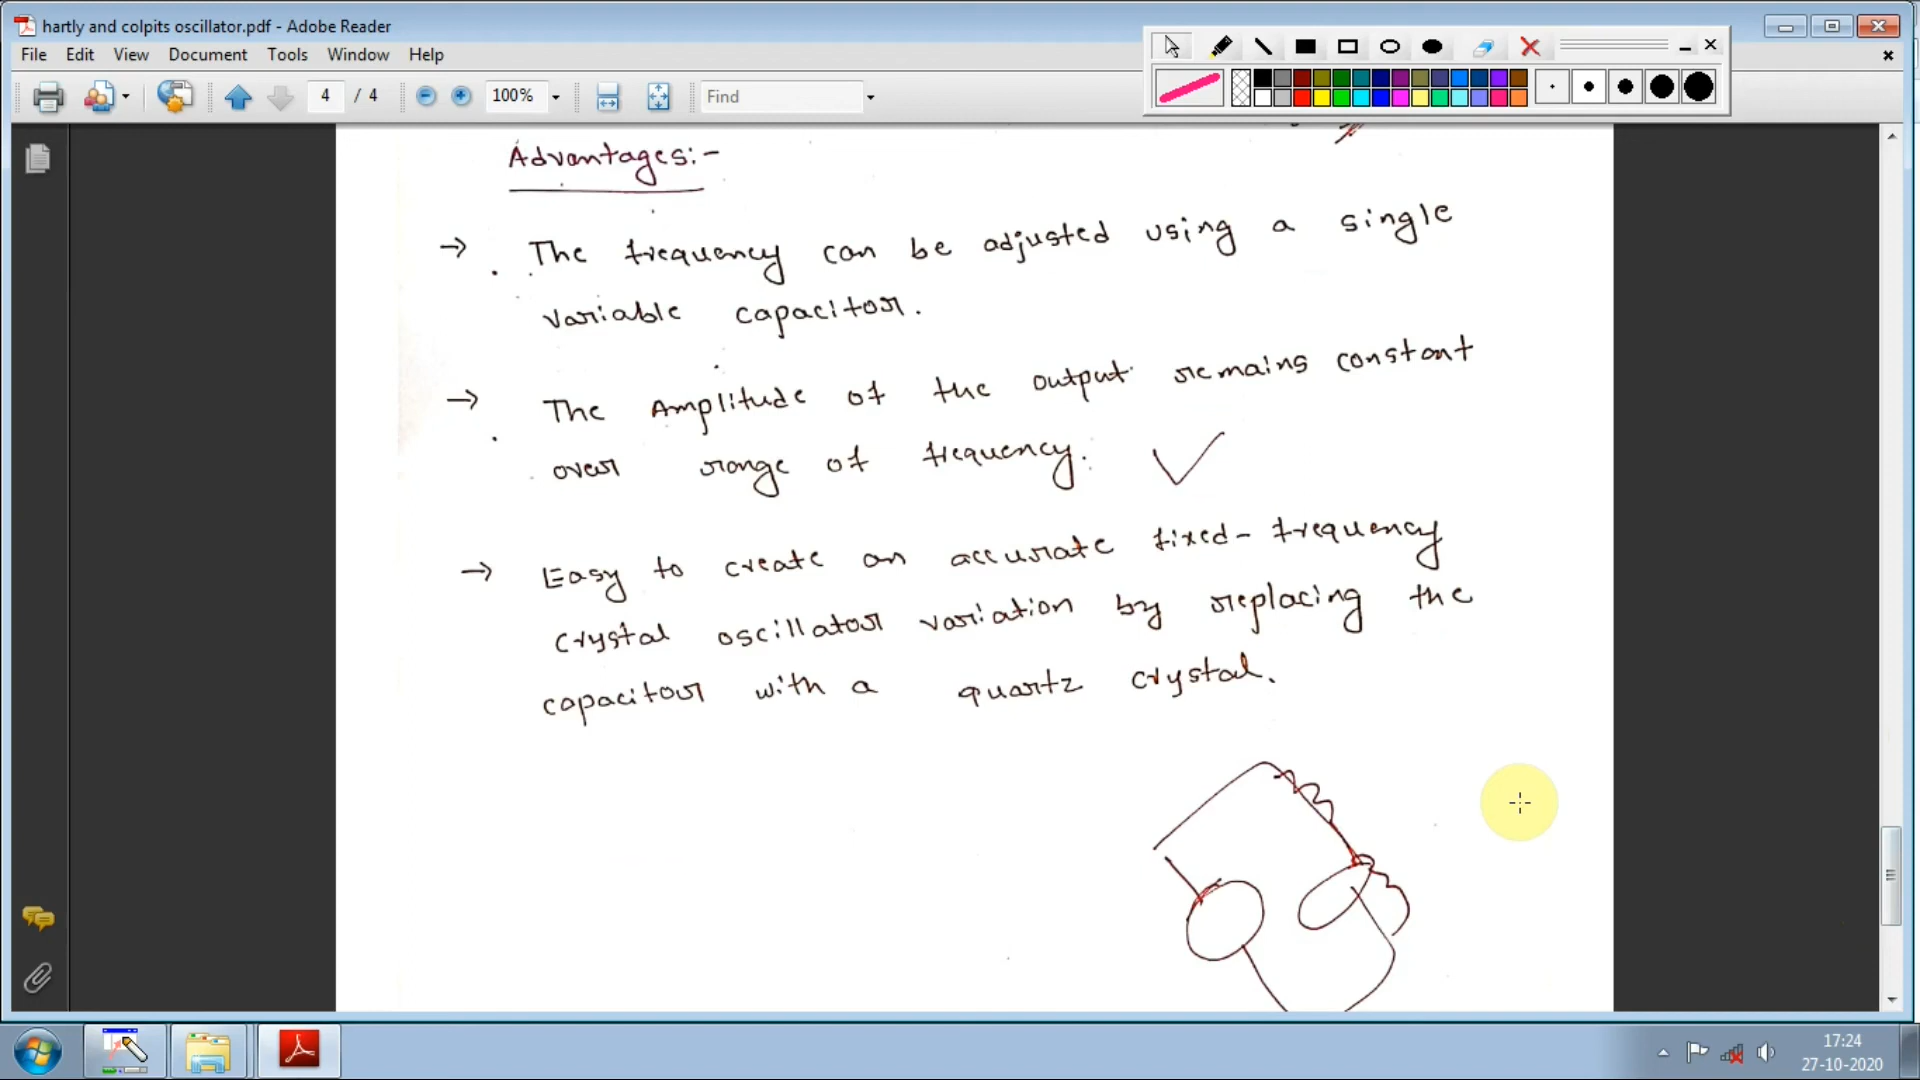 hartly and colpits oscillator.pdf - Adobe Reader
File Edit View Document Tools Window Help
4 / 4 100% Find
Advantages:-
→ The frequency can be adjusted using a single
variable capacitor.
→ The Amplitude of the output remains constant
over range of frequency.
→ Easy to create an accurate fixed-frequency
crystal oscillator variation by replacing the
capacitor with a quartz crystal.
17:24
27-10-2020